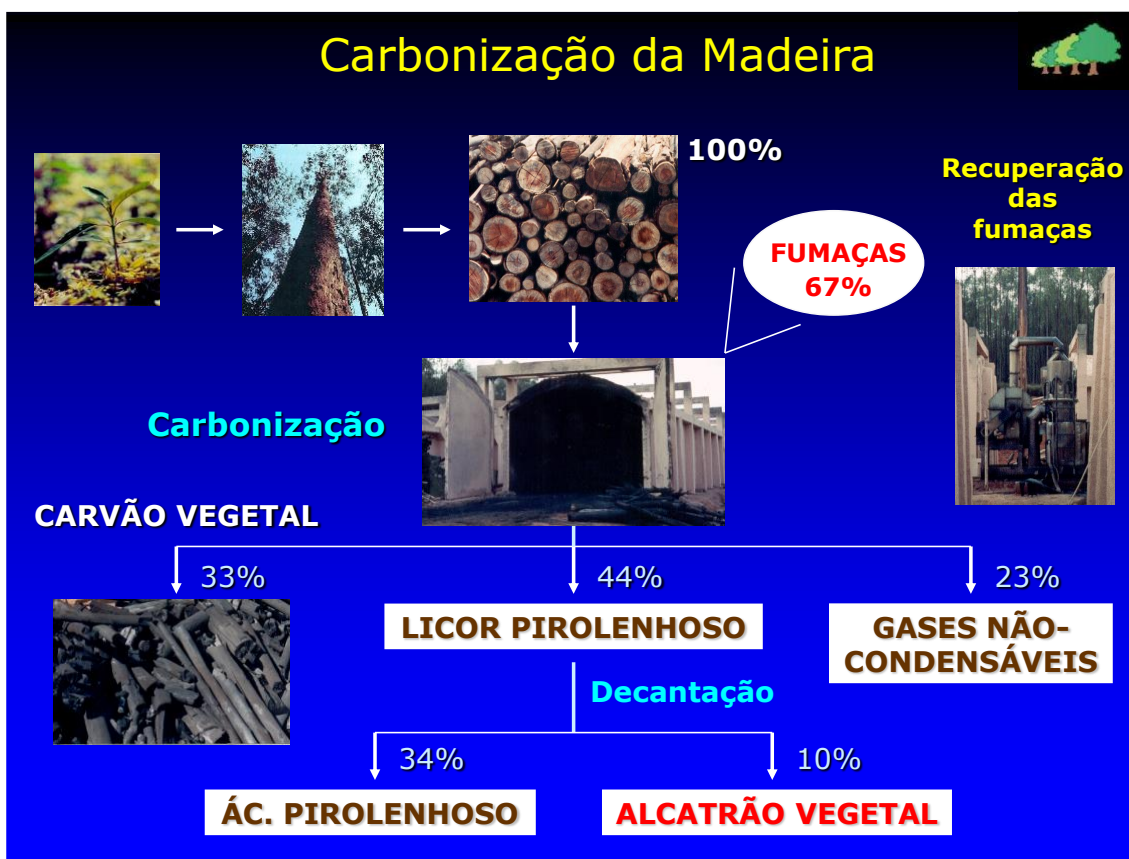 Carbonização da Madeira
100%
Recuperação
das
fumaças
FUMAÇAS
67%
Carbonização
CARVÃO VEGETAL
33%
44%
23%
LICOR PIROLENHOSO
GASES NÃO-
CONDENSÁVEIS
Decantação
34%
10%
ÁC. PIROLENHOSO
ALCATRÃO VEGETAL